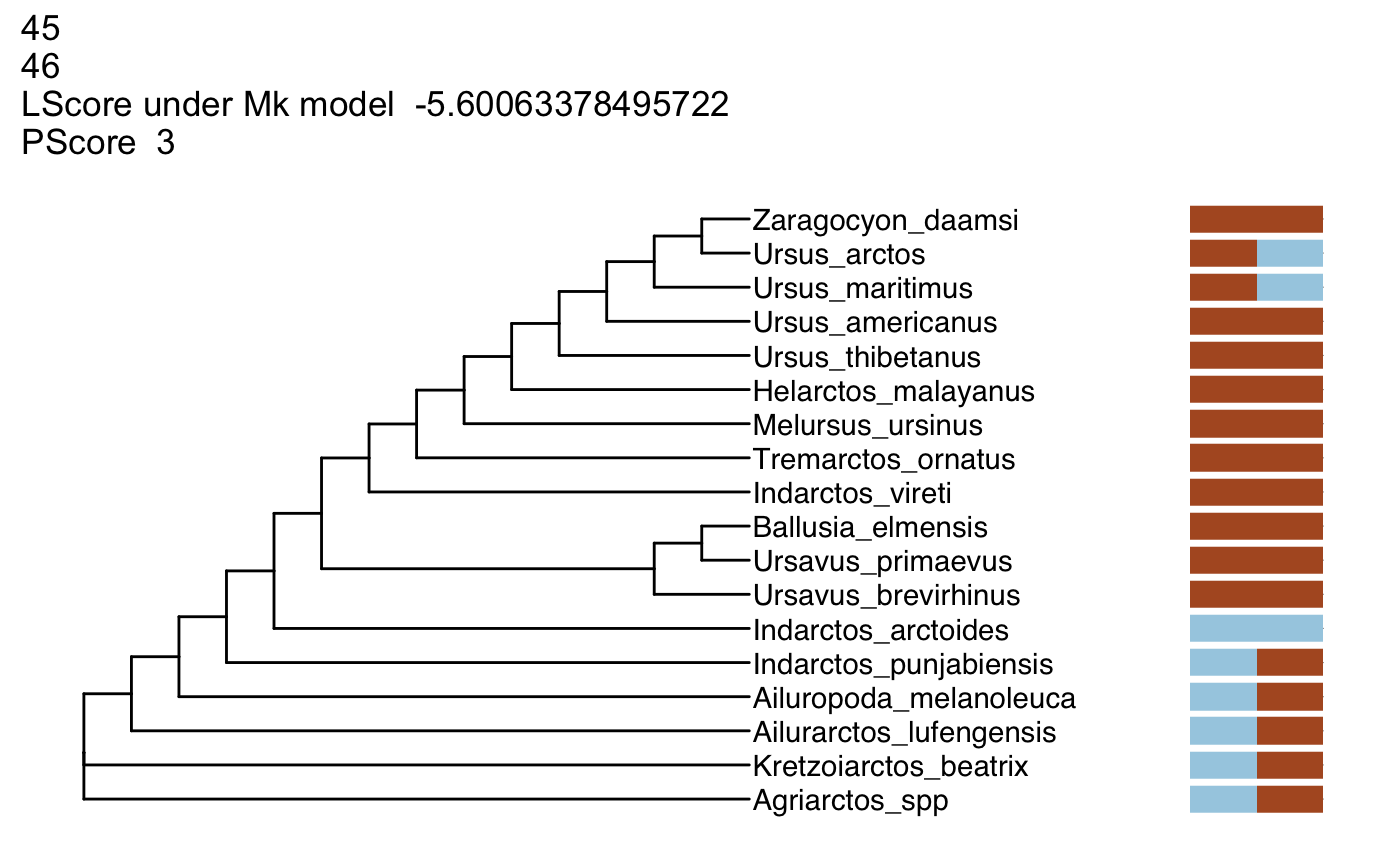 45
46
LScore under Mk model  -5.60063378495722
PScore  3
Zaragocyon_daamsi
Ursus_arctos
Ursus_maritimus
Ursus_americanus
Ursus_thibetanus
Helarctos_malayanus
Melursus_ursinus
Tremarctos_ornatus
Indarctos_vireti
Ballusia_elmensis
Ursavus_primaevus
Ursavus_brevirhinus
Indarctos_arctoides
Indarctos_punjabiensis
Ailuropoda_melanoleuca
Ailurarctos_lufengensis
Kretzoiarctos_beatrix
Agriarctos_spp